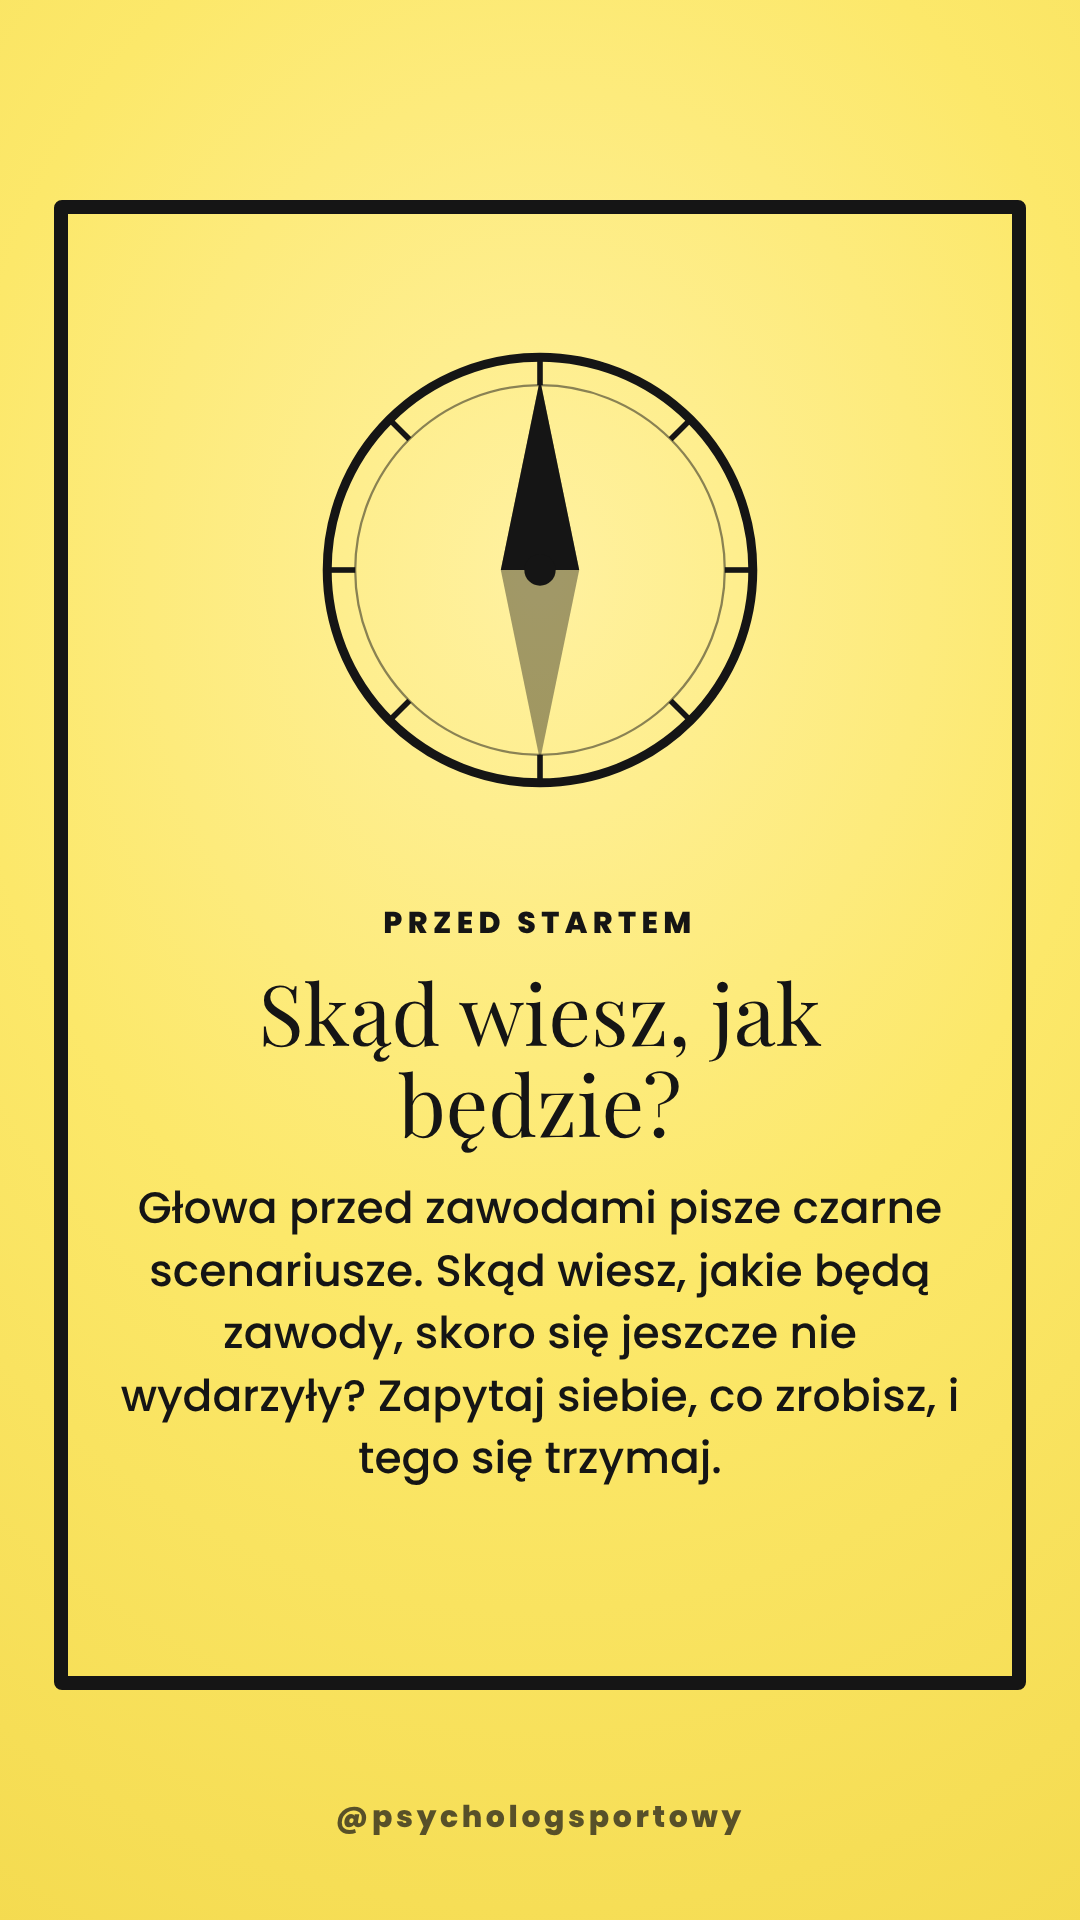 PRZED STARTEM
Skąd wiesz, jak
będzie?
Głowa przed zawodami pisze czarne
scenariusze. Skąd wiesz, jakie będą
zawody, skoro się jeszcze nie
wydarzyły? Zapytaj siebie, co zrobisz, i
tego się trzymaj.
@psychologsportowy